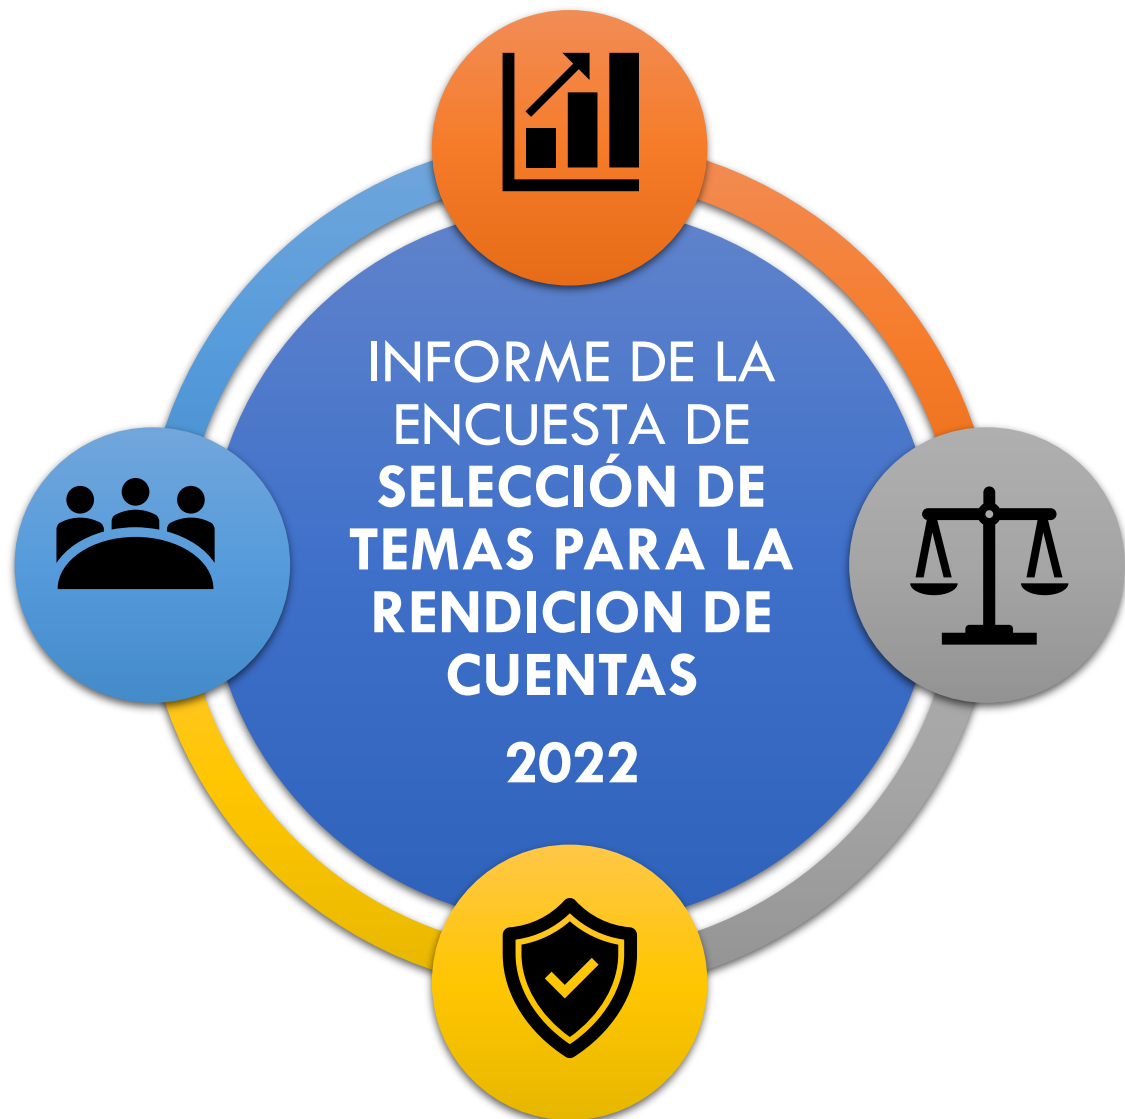 INFORME DE LA
ENCUESTA DE
SELECCIÓN DE
TEMAS PARA LA
RENDICION DE
CUENTAS
2022